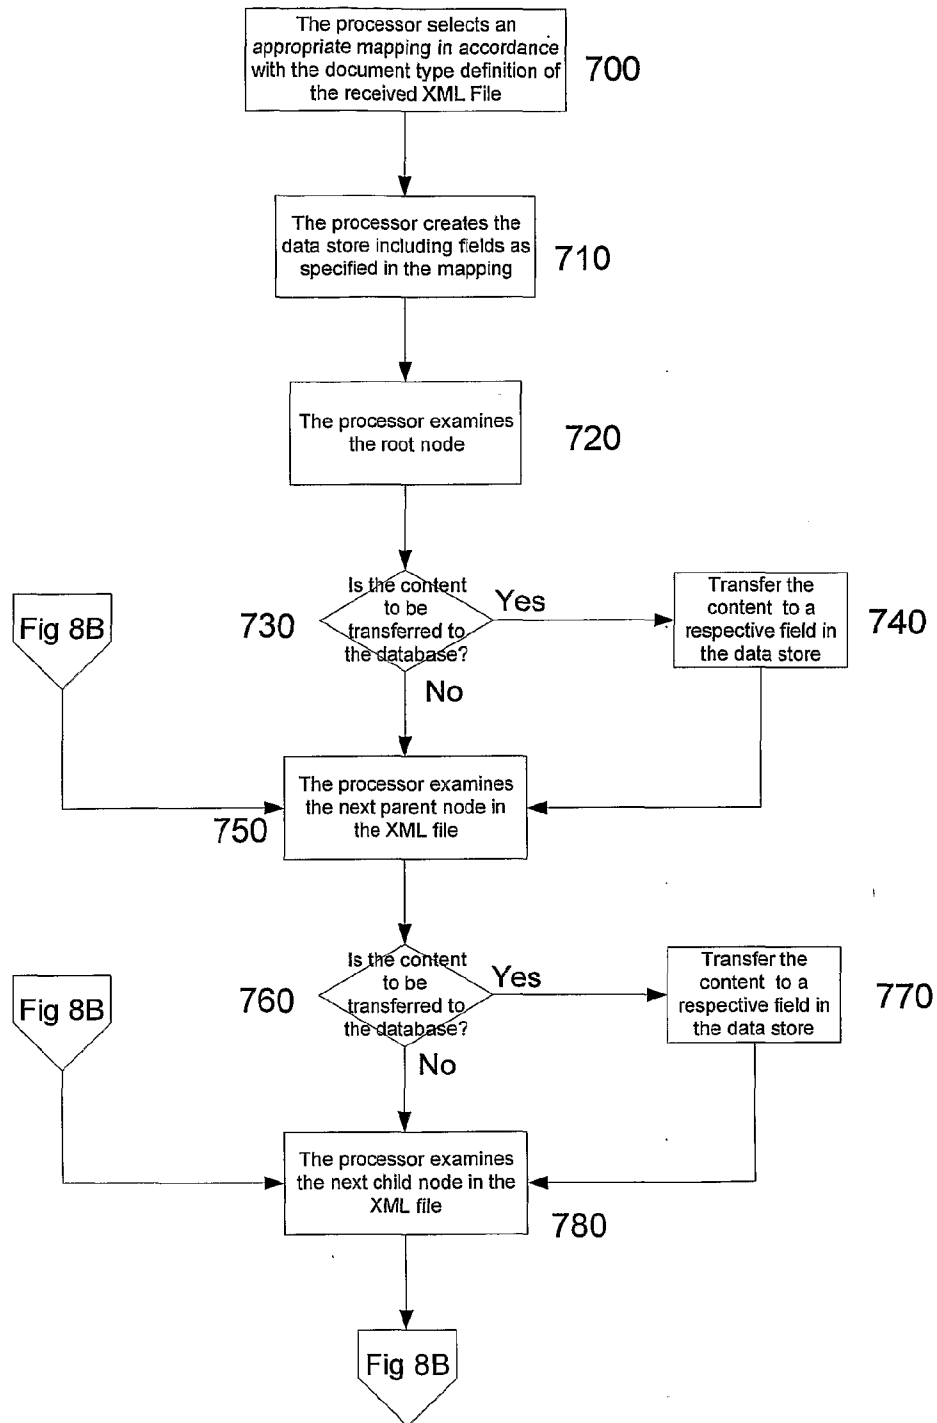 The processor selects an
appropriate mapping in accordance
with the document type definition of
the received XML File
700
The processor creates the
data store including fields as
specified in the mapping
710
The processor examines
the root node
720
Fig 8B
730
Is the content
to be
transferred to
the database?
Yes
Transfer the
content to a
respective field in
the data store
740
No
The processor examines
the next parent node in
the XML file
750
Fig 8B
760
Is the content
to be
transferred to
the database?
Yes
Transfer the
content to a
respective field in
the data store
770
No
The processor examines
the next child node in the
XML file
780
Fig 8B